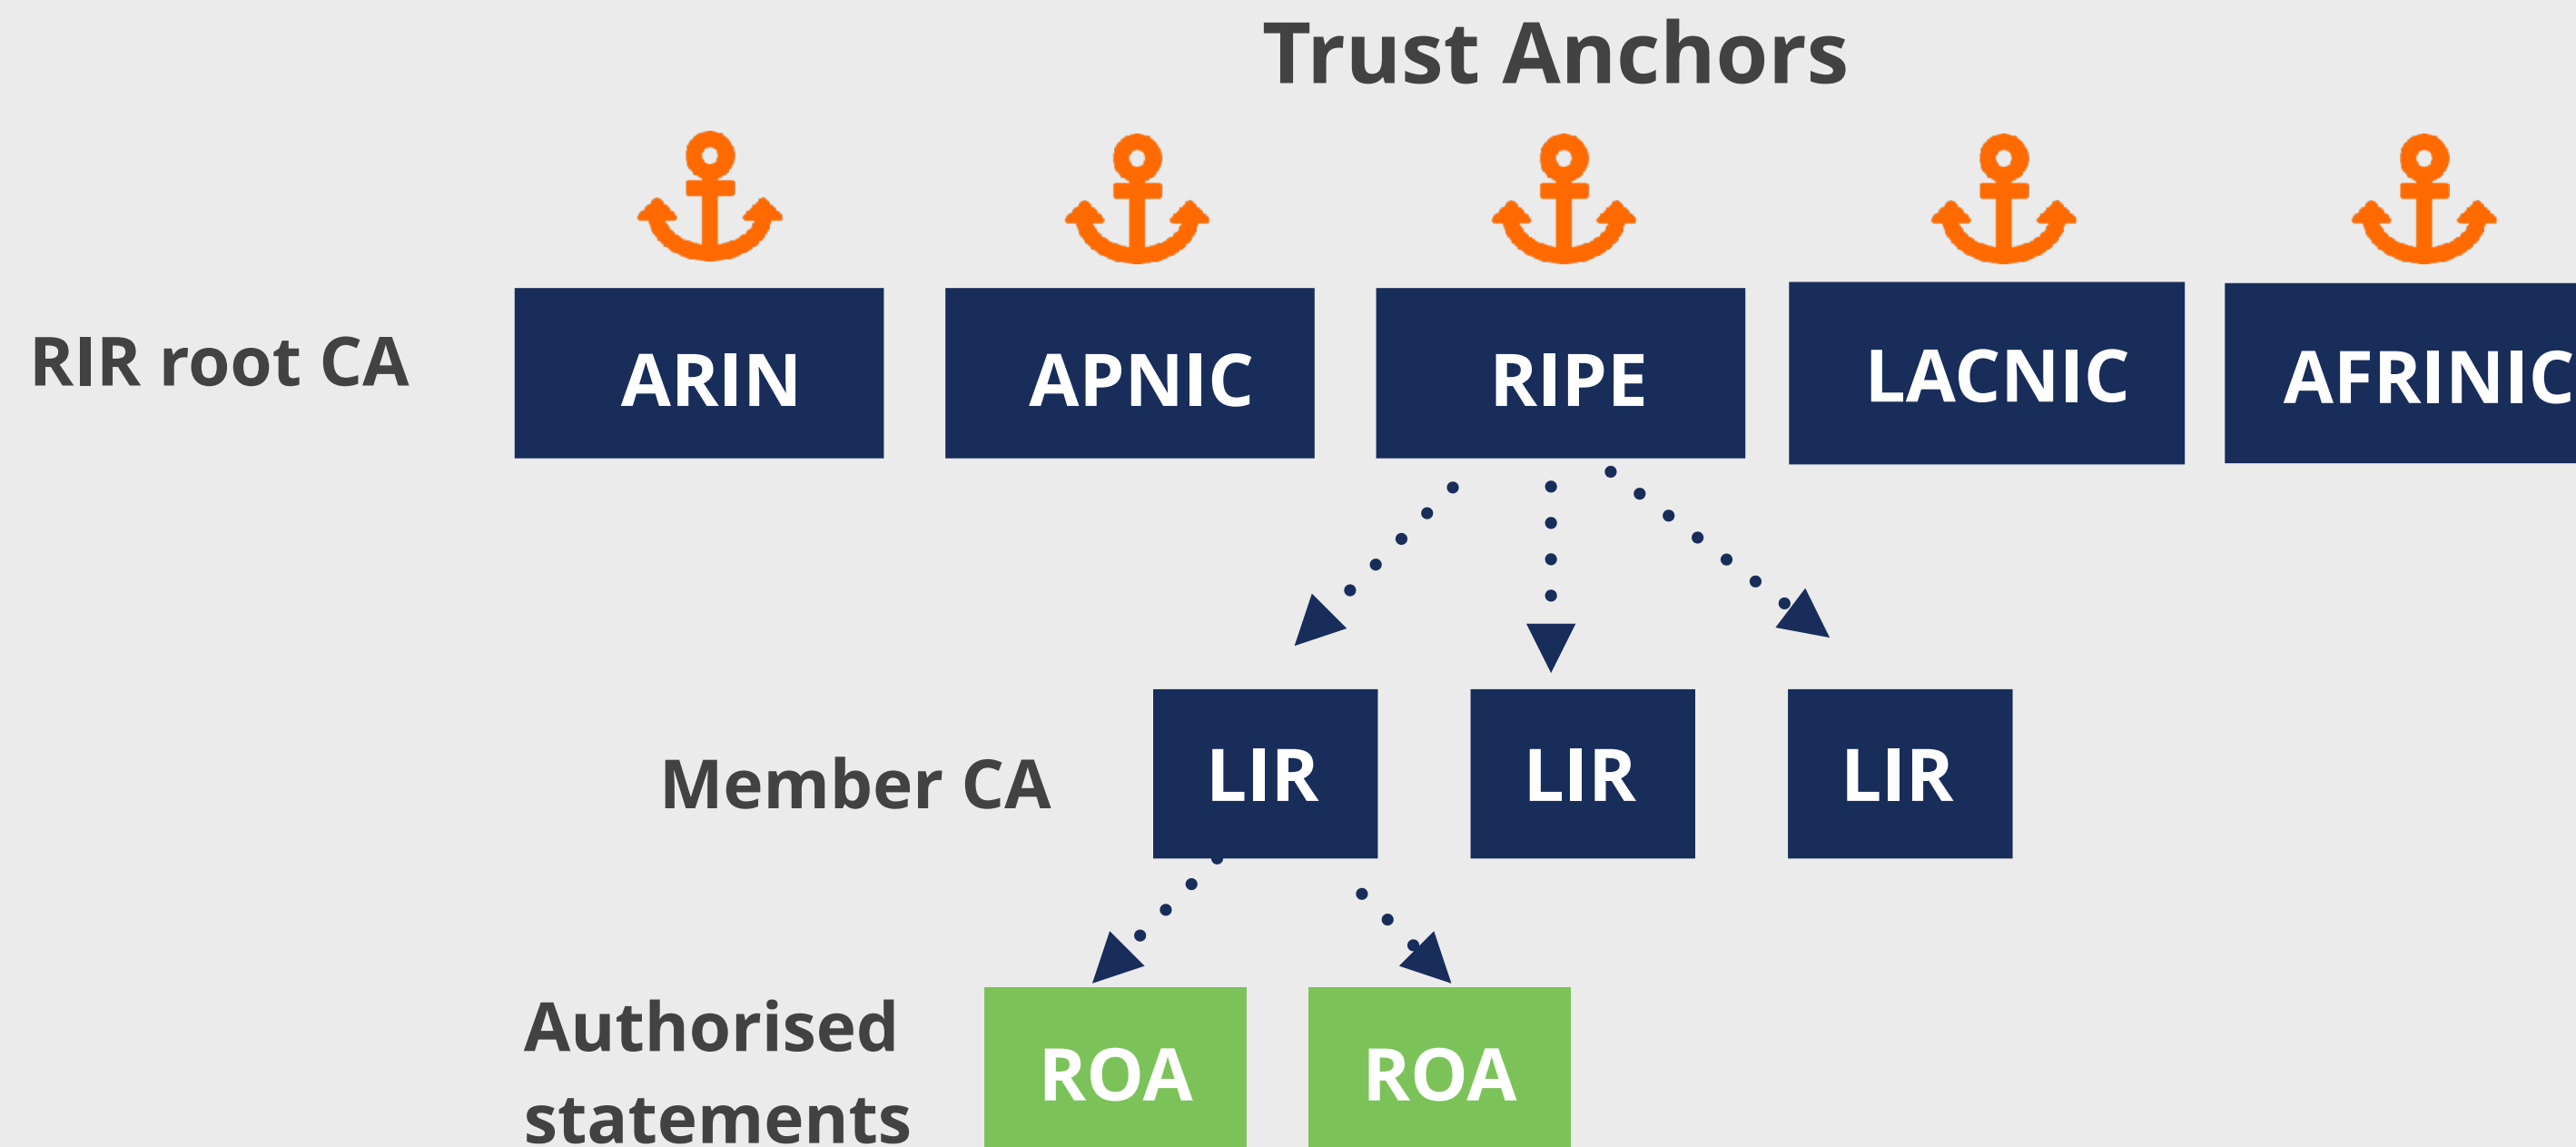 Trust Anchors
RIR root CA
ARIN
APNIC
RIPE
LACNIC
AFRINIC
Member CA
LIR
LIR
LIR
Authorised
statements
ROA
ROA